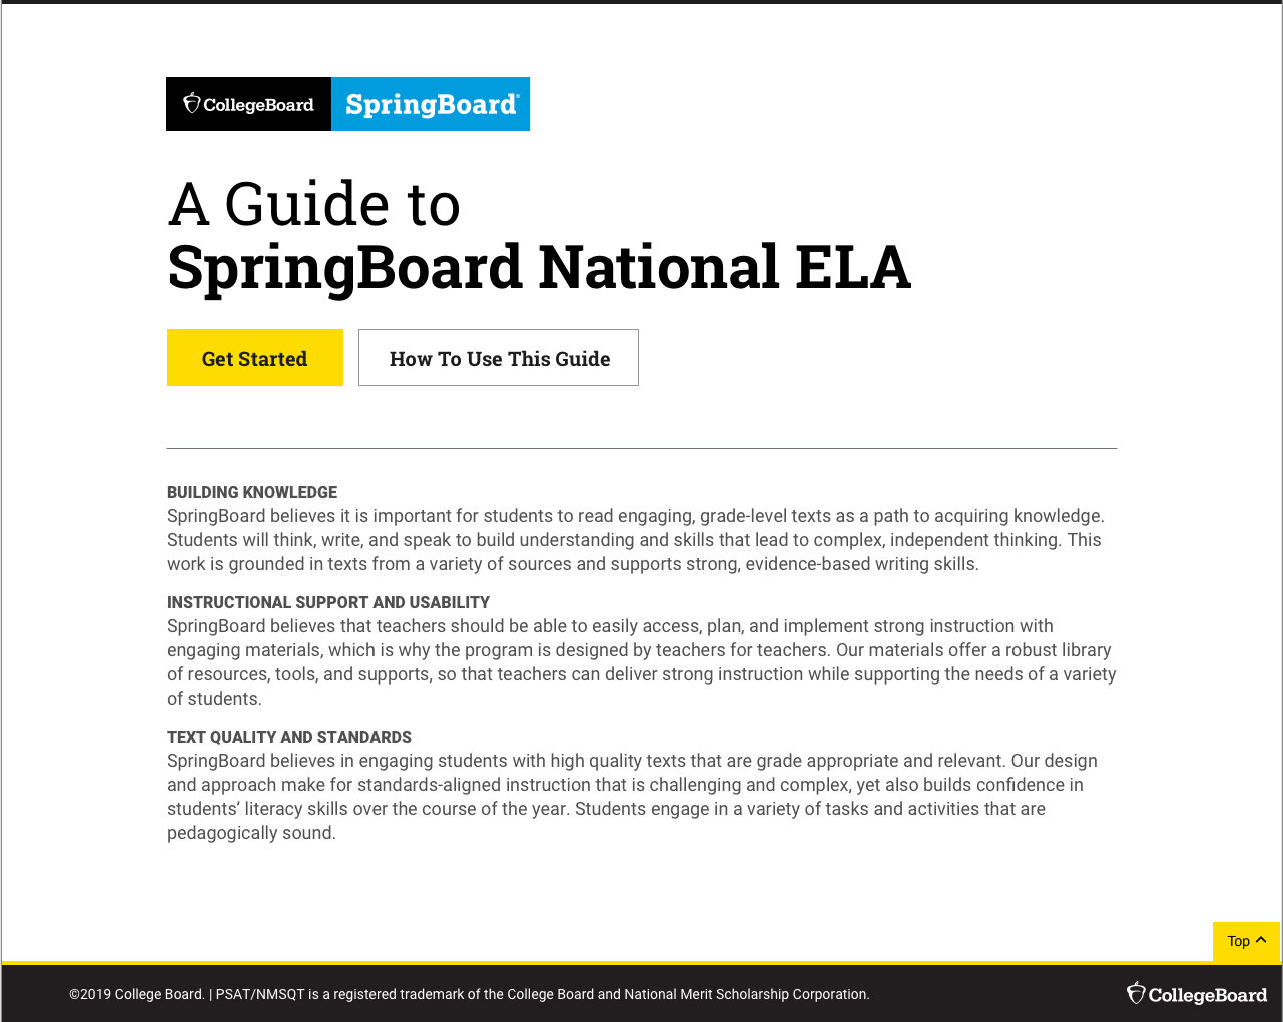 CollegeBoard SpringBoard®
A Guide to
SpringBoard National ELA
Get Started How To Use This Guide
BUILDING KNOWLEDGE
SpringBoard believes it is important for students to read engaging, grade-level texts as a path to acquiring knowledge.
Students will think, write, and speak to build understanding and skills that lead to complex, independent thinking. This
work is grounded in texts from a variety of sources and supports strong, evidence-based writing skills.
INSTRUCTIONAL SUPPORT AND USABILITY
SpringBoard believes that teachers should be able to easily access, plan, and implement strong instruction with
engaging materials, which is why the program is designed by teachers for teachers. Our materials offer a robust library
of resources, tools, and supports, so that teachers can deliver strong instruction while supporting the needs of a variety
of students.
TEXT QUALITY AND STANDARDS
SpringBoard believes in engaging students with high quality texts that are grade appropriate and relevant. Our design
and approach make for standards-aligned instruction that is challenging and complex, yet also builds confidence in
students’ literacy skills over the course of the year. Students engage in a variety of tasks and activities that are
pedagogically sound.
Top
©2019 College Board. | PSAT/NMSQT is a registered trademark of the College Board and National Merit Scholarship Corporation.
CollegeBoard